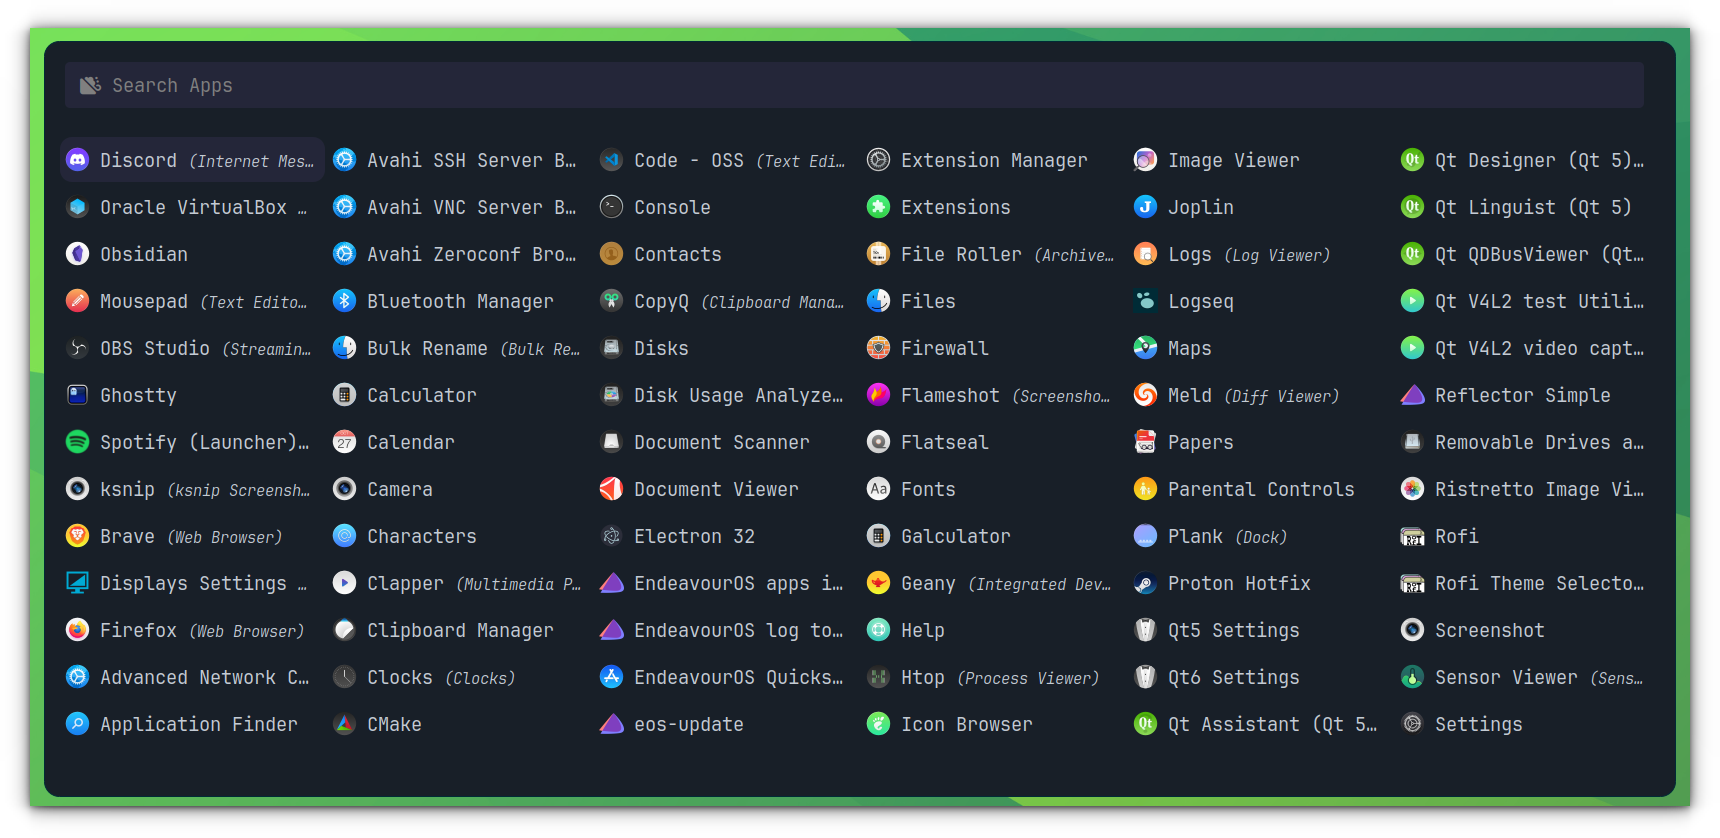 Search Apps
Discord (Internet Mes…
Oracle VirtualBox …
Obsidian
Mousepad (Text Edito…
OBS Studio (Streamin…
Ghostty
Spotify (Launcher)…
ksnip (ksnip Screensh…
Brave (Web Browser)
Displays Settings …
Firefox (Web Browser)
Advanced Network C…
Application Finder
Avahi SSH Server B…
Avahi VNC Server B…
Avahi Zeroconf Bro…
Bluetooth Manager
Bulk Rename (Bulk Re…
Calculator
27 Calendar
Camera
Characters
Clapper (Multimedia P…
Clipboard Manager
Clocks (Clocks)
CMake
Code - OSS (Text Edi…
Console
Contacts
CopyQ (Clipboard Mana…
Disks
Disk Usage Analyze…
Document Scanner
Document Viewer
Electron 32
EndeavourOS apps i…
EndeavourOS log to…
EndeavourOS Quicks…
eos-update
Extension Manager
Extensions
File Roller (Archive…
Files
Firewall
Flameshot (Screensho…
Flatseal
Aa Fonts
Galculator
Geany (Integrated Dev…
Help
Htop (Process Viewer)
Icon Browser
Image Viewer
J Joplin
Logs (Log Viewer)
Logseq
Maps
Meld (Diff Viewer)
Papers
Parental Controls
Plank (Dock)
Proton Hotfix
Qt5 Settings
Qt6 Settings
Qt Qt Assistant (Qt 5…
Qt Qt Designer (Qt 5)…
Qt Qt Linguist (Qt 5)
Qt Qt QDBusViewer (Qt…
Qt V4L2 test Utili…
Qt V4L2 video capt…
Reflector Simple
Removable Drives a…
Ristretto Image Vi…
ROFI Rofi
ROFI Rofi Theme Selecto…
Screenshot
Sensor Viewer (Sens…
Settings